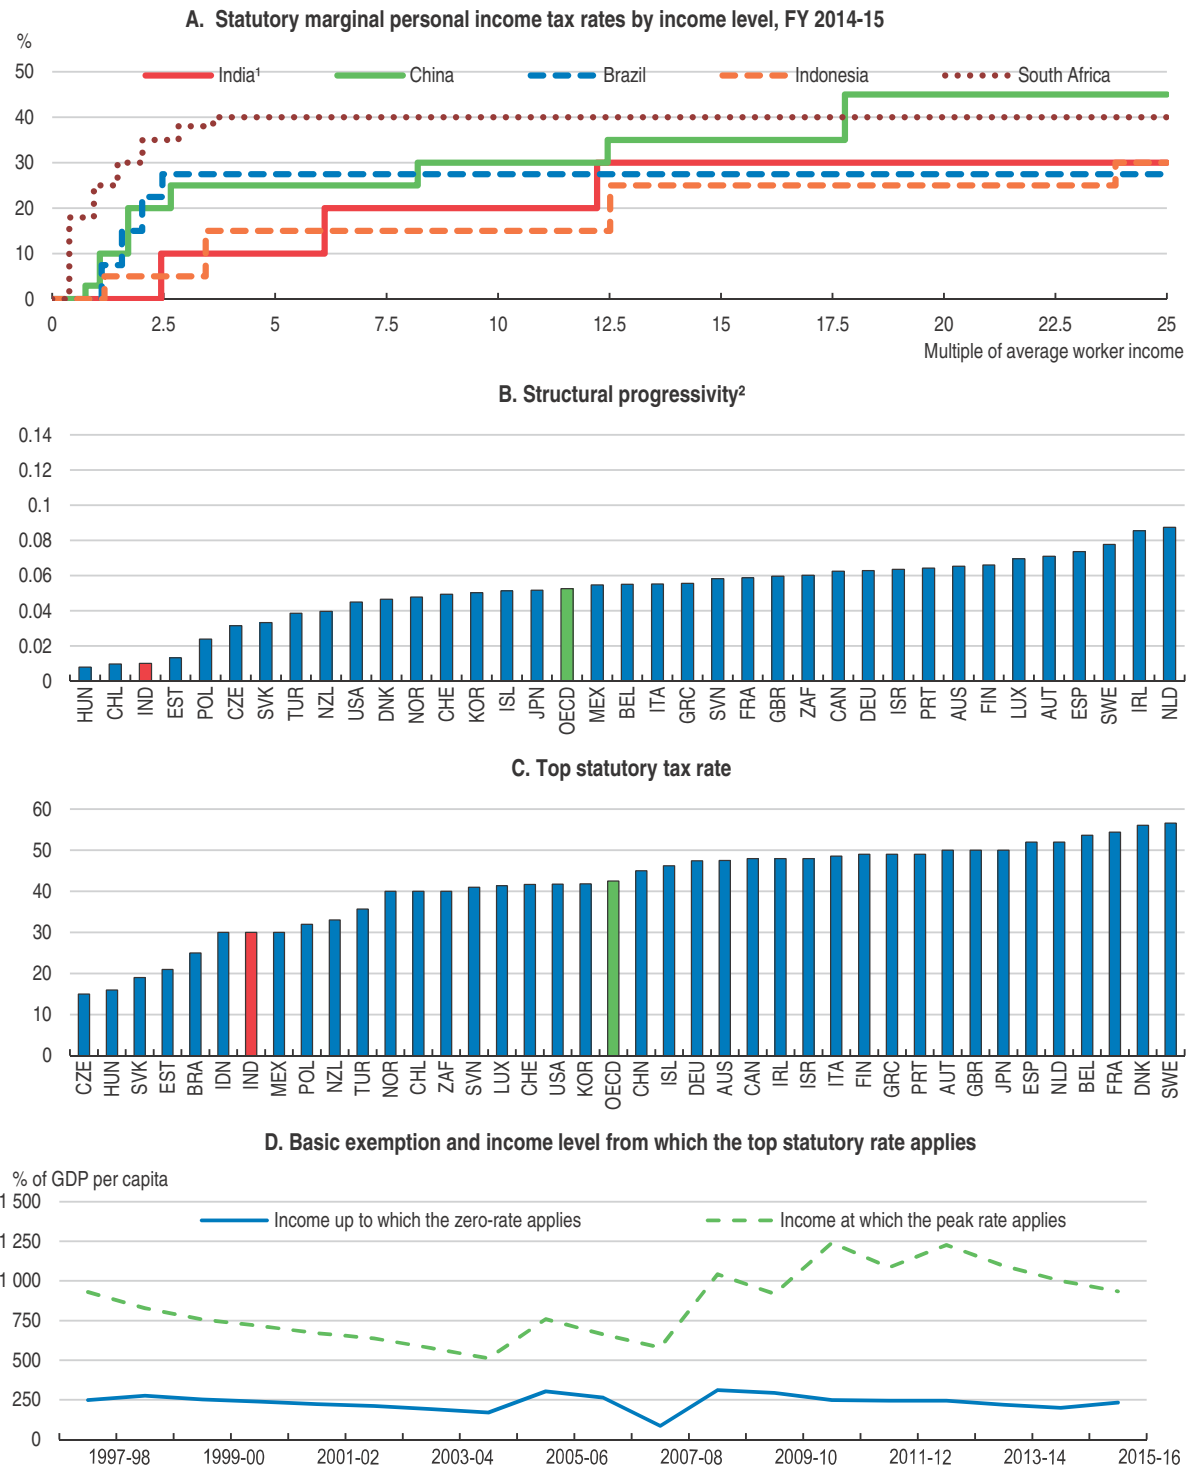 A.  Statutory marginal personal income tax rates by income level, FY 2014-15
%
50
40
30
20
10
0
India¹
China
Brazil
Indonesia
South Africa
0 2.5 5 7.5 10 12.5 15 17.5 20 22.5 25
Multiple of average worker income
B. Structural progressivity²
0.14
0.12
0.1
0.08
0.06
0.04
0.02
0
HUN CHL IND EST POL CZE SVK TUR NZL USA DNK NOR CHE KOR ISL JPN OECD MEX BEL ITA GRC SVN FRA GBR ZAF CAN DEU ISR PRT AUS FIN LUX AUT ESP SWE IRL NLD
C. Top statutory tax rate
60
50
40
30
20
10
0
CZE HUN SVK EST BRA IDN IND MEX POL NZL TUR NOR CHL ZAF SVN LUX CHE USA KOR OECD CHN ISL DEU AUS CAN IRL ISR ITA FIN GRC PRT AUT GBR JPN ESP NLD BEL FRA DNK SWE
D. Basic exemption and income level from which the top statutory rate applies
% of GDP per capita
1 500
1 250
1 000
750
500
250
0
Income up to which the zero-rate applies
Income at which the peak rate applies
1997-98 1999-00 2001-02 2003-04 2005-06 2007-08 2009-10 2011-12 2013-14 2015-16